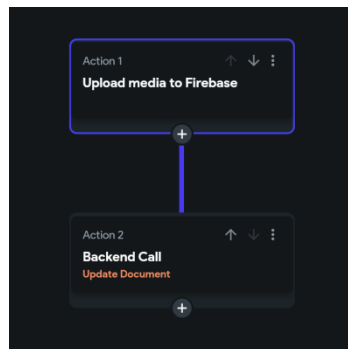 Action 1
Upload media to Firebase
Action 2
Backend Call
Update Document